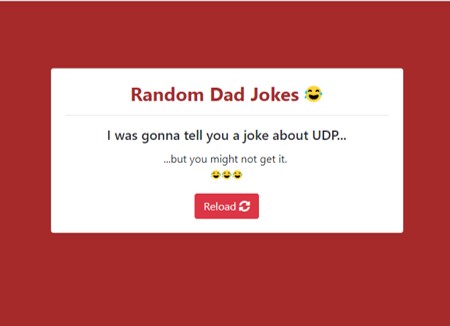 Random Dad Jokes 😂
I was gonna tell you a joke about UDP...
...but you might not get it.
😂😂😂
Reload